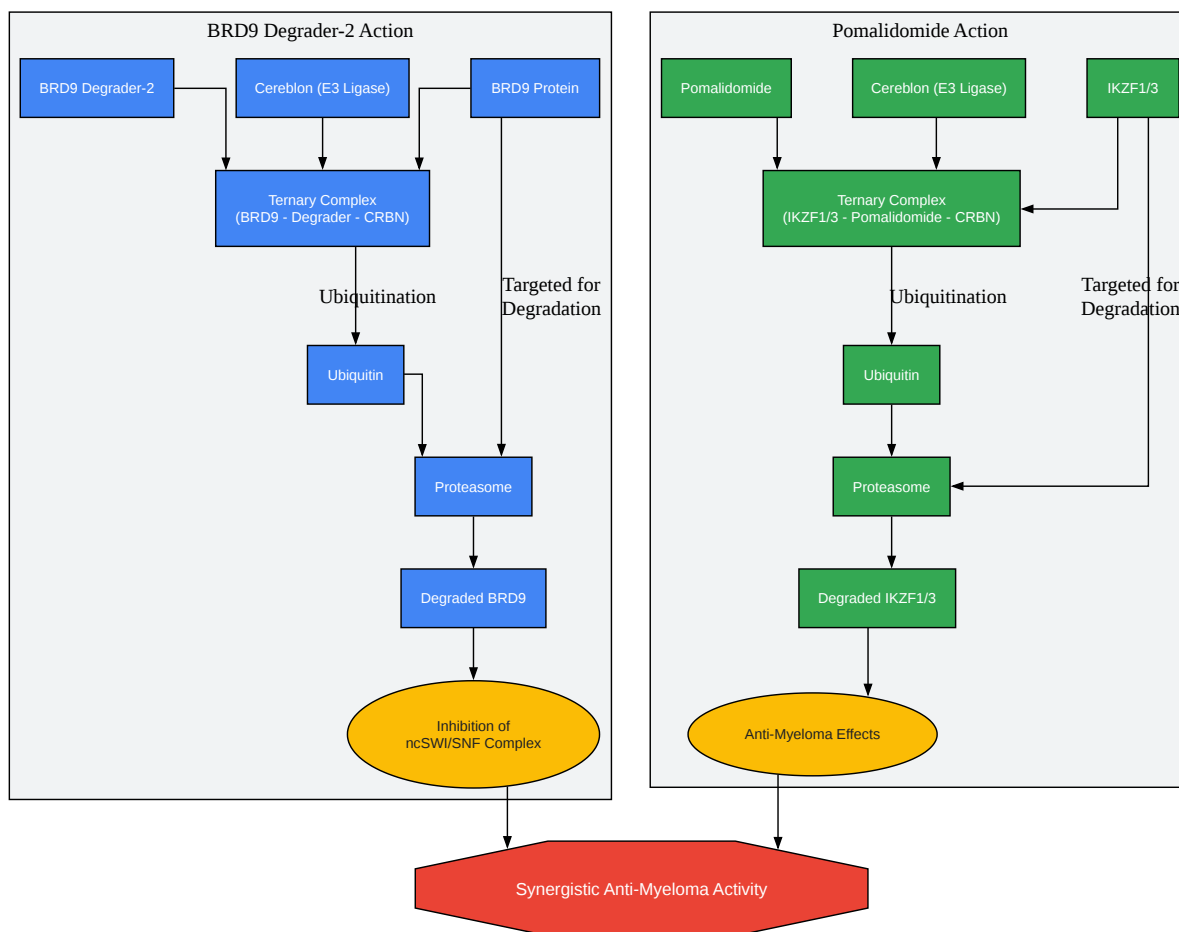 BRD9 Degrader-2 Action
BRD9 Degrader-2
Cereblon (E3 Ligase)
BRD9 Protein
Ternary Complex
(BRD9 - Degrader - CRBN)
Ubiquitination
Targeted for
Degradation
Ubiquitin
Proteasome
Degraded BRD9
Inhibition of
ncSWI/SNF Complex
Pomalidomide Action
Pomalidomide
Cereblon (E3 Ligase)
IKZF1/3
Ternary Complex
(IKZF1/3 - Pomalidomide - CRBN)
Ubiquitination
Targeted for
Degradation
Ubiquitin
Proteasome
Degraded IKZF1/3
Anti-Myeloma Effects
Synergistic Anti-Myeloma Activity